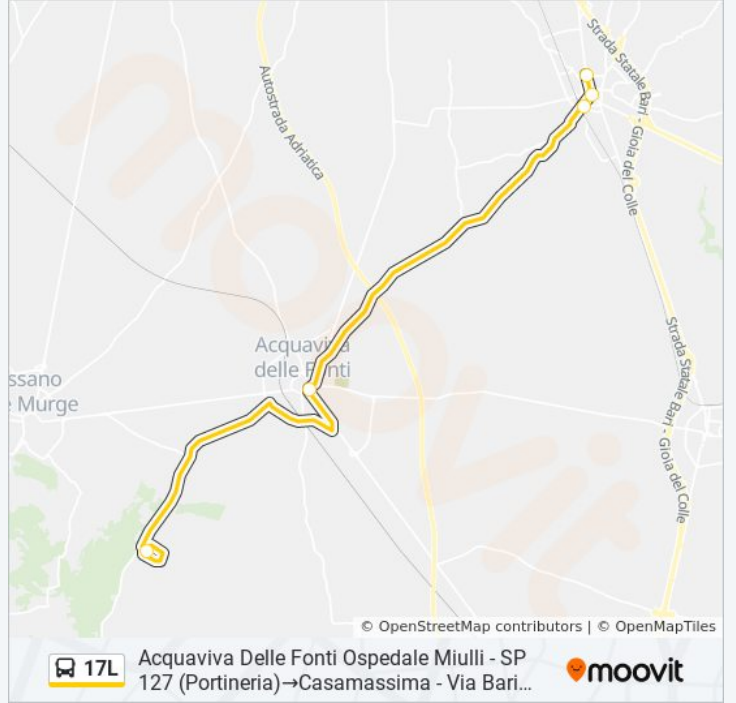 Strada Statale Bari - Gioia del Colle
Autostrada Adriatica
Acquaviva
delle Fonti
ssano
e Murge
Strada Statale Bari - Gioia del Colle
moovit
© OpenStreetMap contributors | © OpenMapTiles
17L
Acquaviva Delle Fonti Ospedale Miulli - SP
127 (Portineria)→Casamassima - Via Bari...
moovit